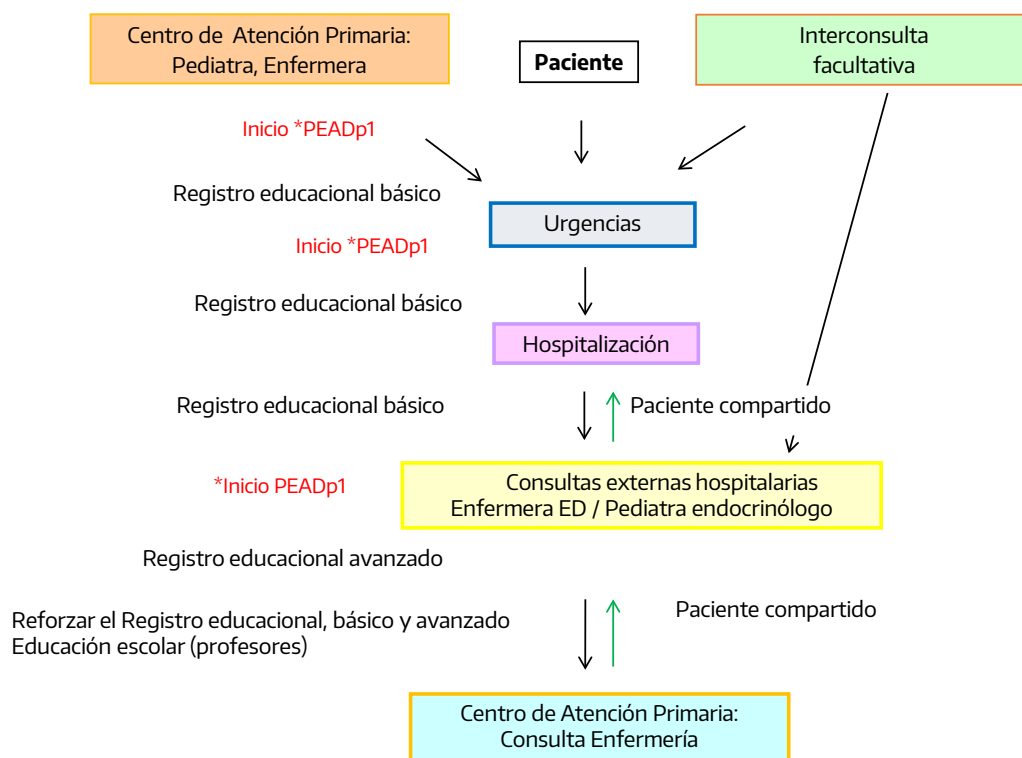 Centro de Atención Primaria:
Pediatra, Enfermera
Paciente
Interconsulta
facultativa
Inicio *PEADp1
Registro educacional básico
Urgencias
Inicio *PEADp1
Registro educacional básico
Hospitalización
Registro educacional básico
Paciente compartido
*Inicio PEADp1
Consultas externas hospitalarias
Enfermera ED / Pediatra endocrinólogo
Registro educacional avanzado
Reforzar el Registro educacional, básico y avanzado
Educación escolar (profesores)
Paciente compartido
Centro de Atención Primaria:
Consulta Enfermería